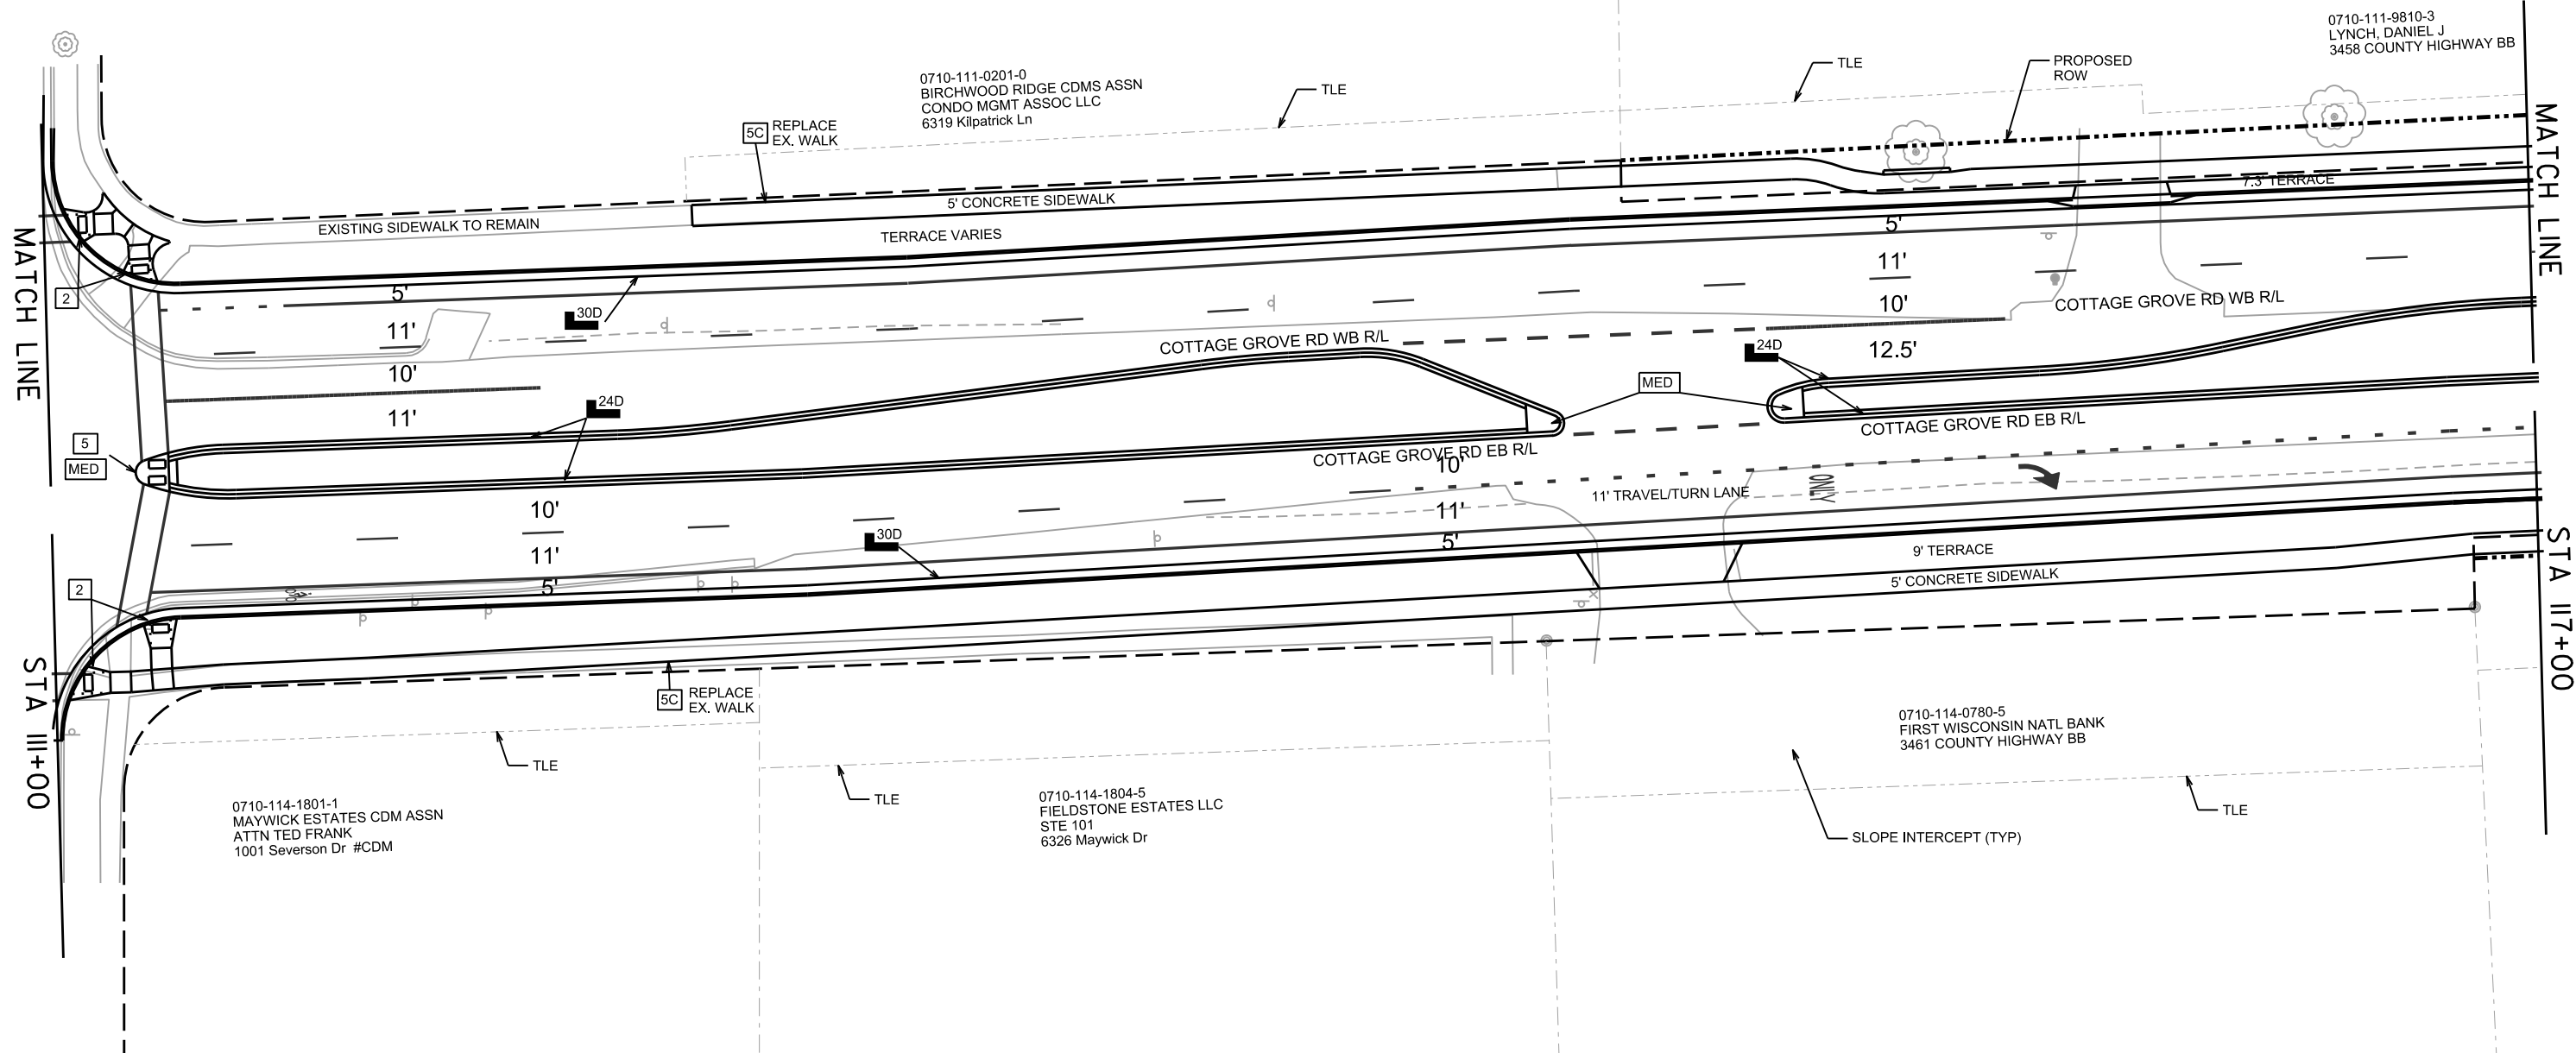 0710-111-9810-3
LYNCH, DANIEL J
3458 COUNTY HIGHWAY BB
PROPOSED
ROW
TLE
0710-111-0201-0
BIRCHWOOD RIDGE CDMS ASSN
CONDO MGMT ASSOC LLC
6319 Kilpatrick Ln
TLE
5C
REPLACE
EX. WALK
MATCH LINE
7.3' TERRACE
5' CONCRETE SIDEWALK
EXISTING SIDEWALK TO REMAIN
TERRACE VARIES
5'
MATCH LINE
2
5'
11'
10'
12.5'
COTTAGE GROVE RD WB R/L
30D
11'
10'
11'
COTTAGE GROVE RD WB R/L
24D
MED
24D
COTTAGE GROVE RD EB R/L
5
MED
COTTAGE GROVE RD EB R/L
10'
11' TRAVEL/TURN LANE
ONLY
10'
11'
5'
11'
5'
30D
9' TERRACE
5' CONCRETE SIDEWALK
2
STA 117+00
STA 111+00
5C
REPLACE
EX. WALK
TLE
0710-114-0780-5
FIRST WISCONSIN NATL BANK
3461 COUNTY HIGHWAY BB
TLE
0710-114-1801-1
MAYWICK ESTATES CDM ASSN
ATTN TED FRANK
1001 Severson Dr #CDM
0710-114-1804-5
FIELDSTONE ESTATES LLC
STE 101
6326 Maywick Dr
SLOPE INTERCEPT (TYP)
TLE